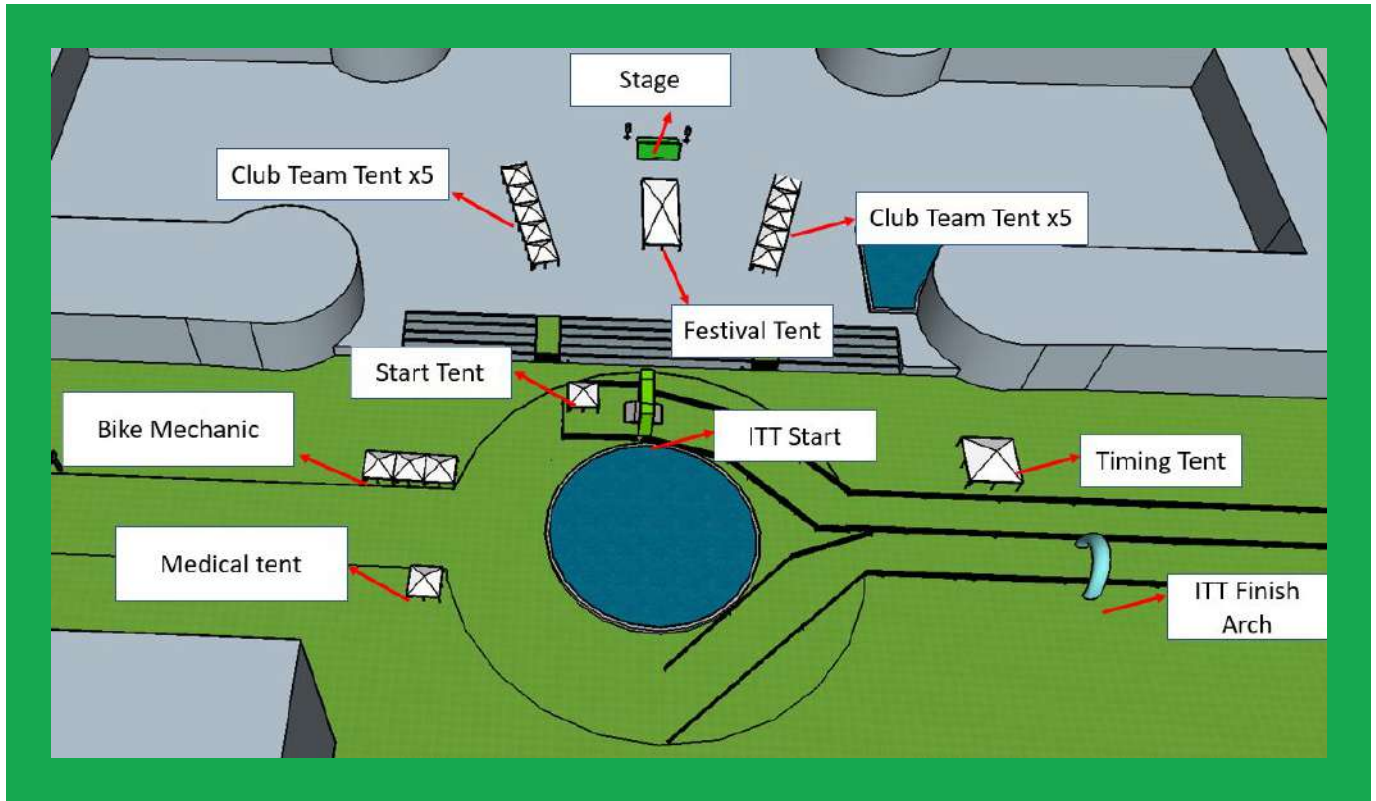 Stage
Club Team Tent x5
Club Team Tent x5
Festival Tent
Start Tent
Bike Mechanic
ITT Start
Timing Tent
Medical tent
ITT Finish
Arch